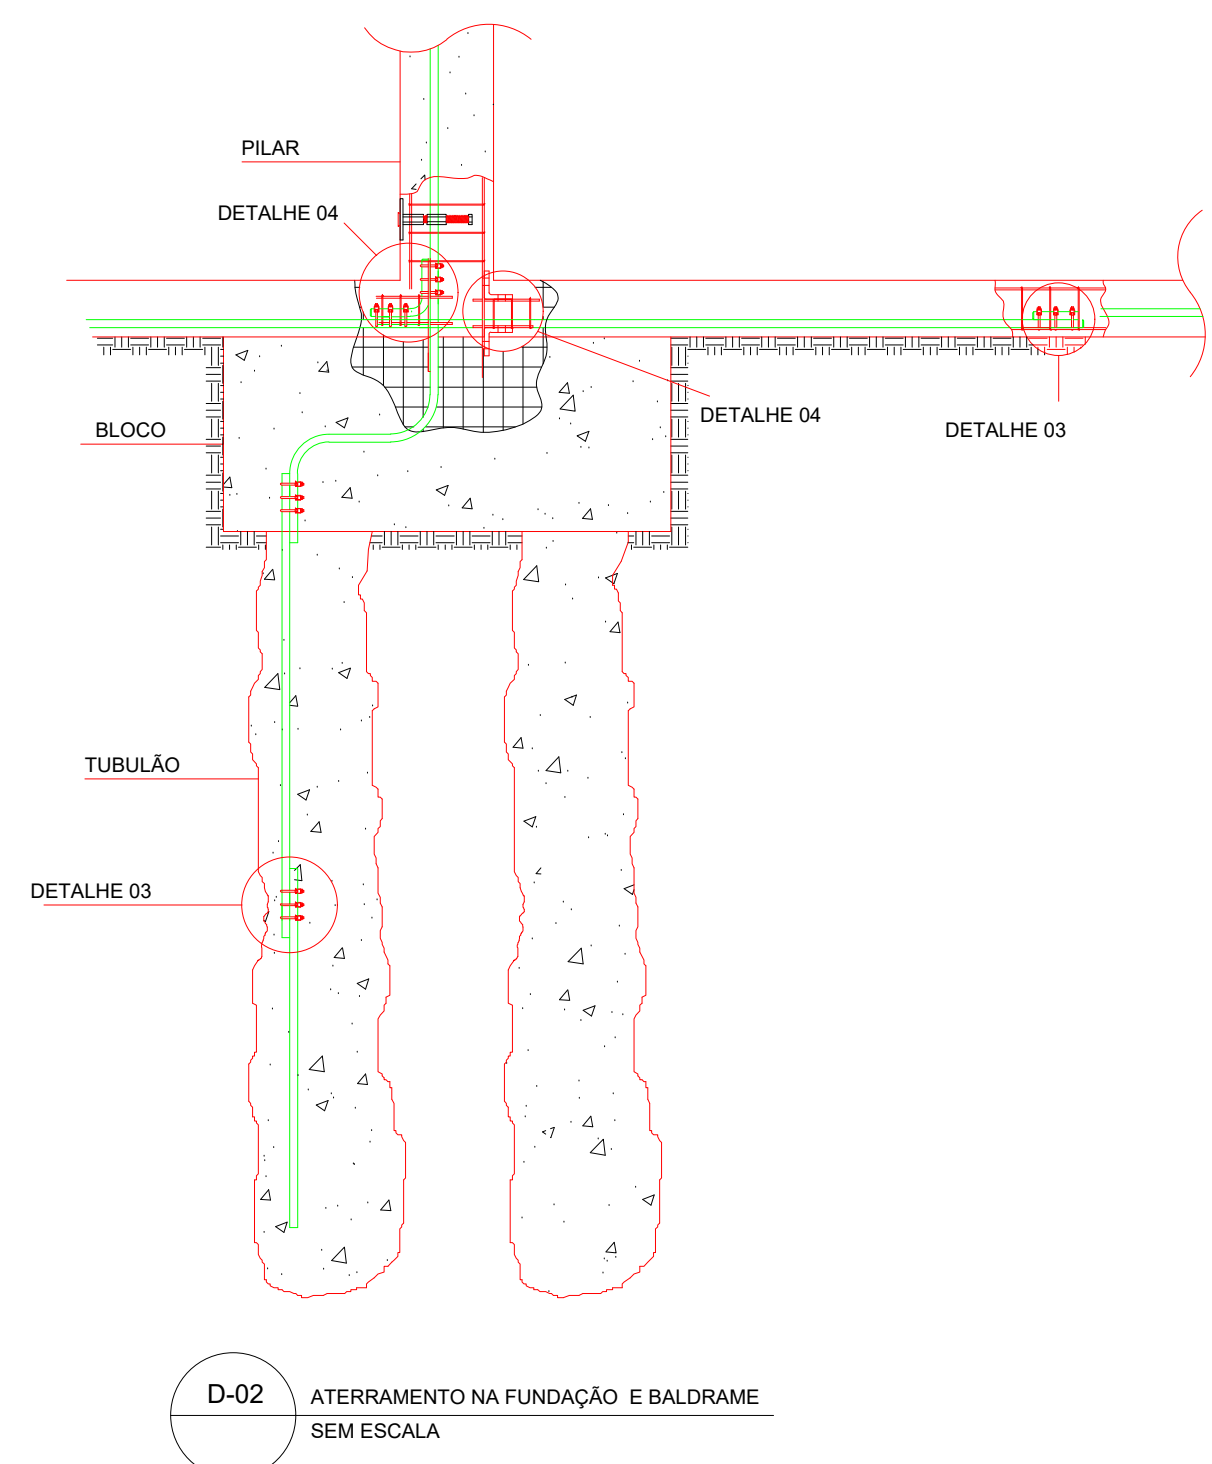 PILAR
DETALHE 04
DETALHE 04
BLOCO
DETALHE 03
TUBULÃO
DETALHE 03
D-02
ATERRAMENTO NA FUNDAÇÃO E BALDRAME
SEM ESCALA